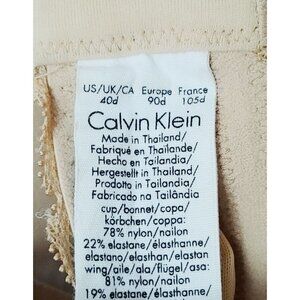 US/UK/CA Europe France
40d 90d 105d
Calvin Klein
Made in Thailand/
Fabriqué en Thaïlande/
Hecho en Tailandia/
Hergestellt in Thailand/
Prodotto in Tailandia/
Fabricado na Tailândia
cup/bonnet/copa/
körbchen/coppa/
78% nylon/nailon
22% elastane/élasthanne/
elastano/elasthan/elastan
wing/aile/ala/flügel/asa:
81% nylon/nailon
19% elastane/élasthanne/